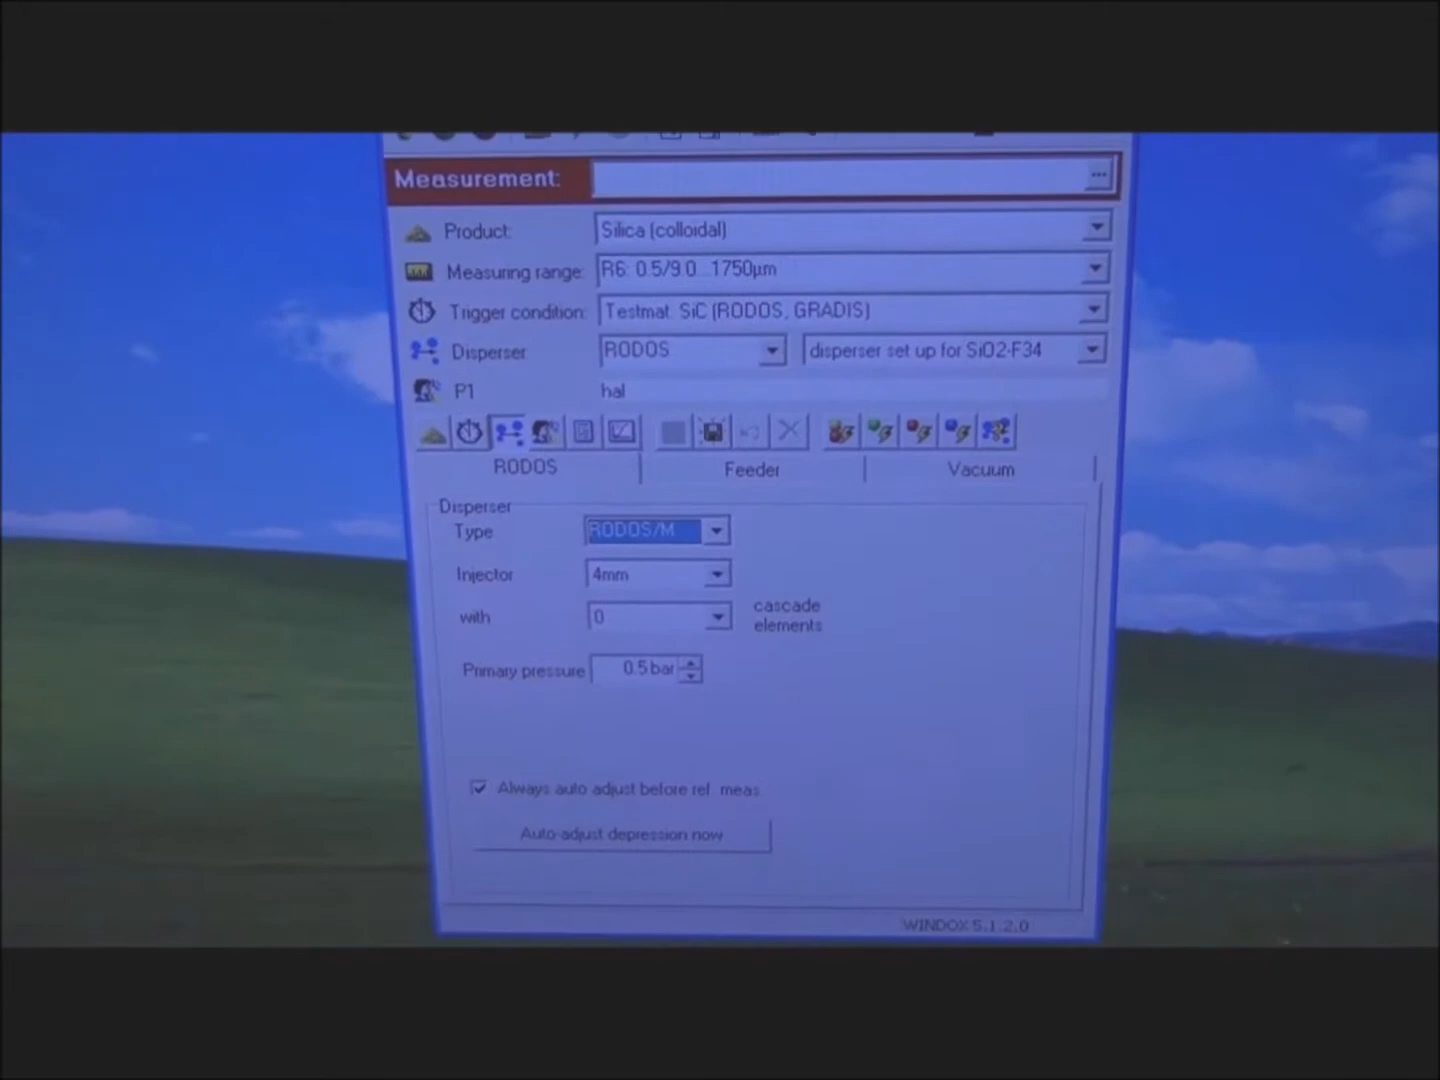 Measurement: ...
Product: Silica (colloidal)
Measuring range: R6: 0.5/9.0...1750µm
Trigger condition: Testmat. SiC (RODOS, GRADIS)
Disperser RODOS disperser set up for SiO2-F34
P1 hal
RODOS Feeder Vacuum
Disperser
Type RODOS/M
Injector 4mm
with 0 cascade
elements
Primary pressure 0.5 bar
Always auto adjust before ref. meas
Auto-adjust depression now
WINDOX 5.1.2.0